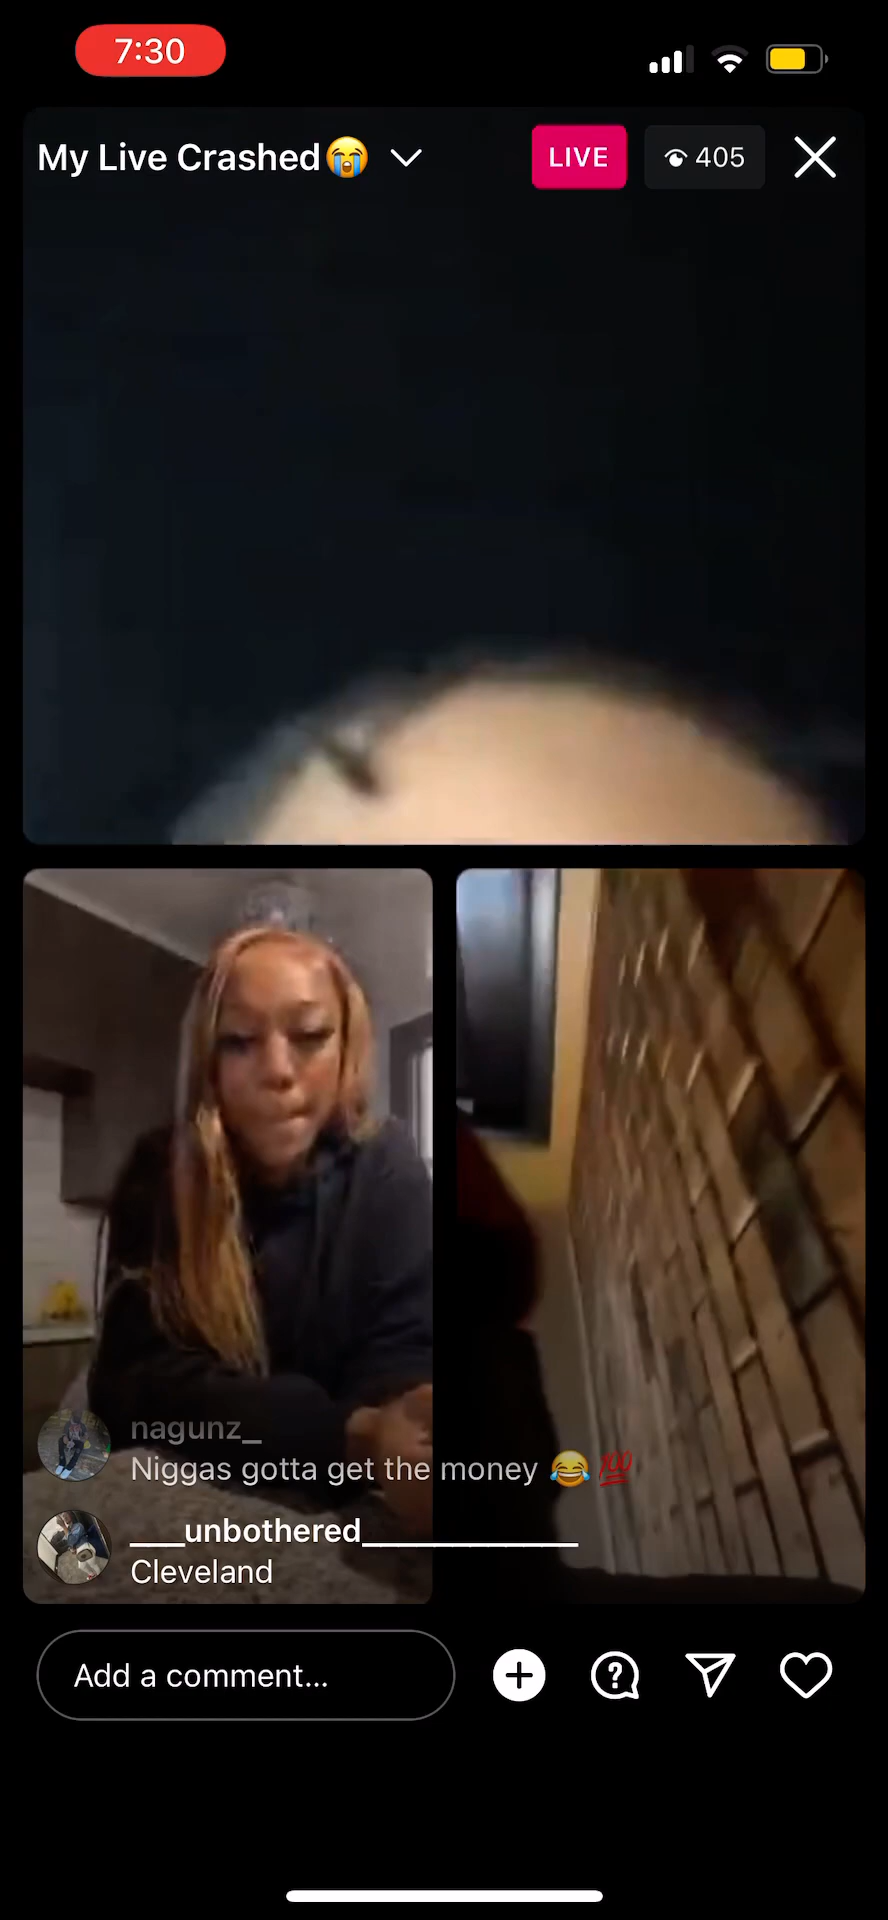 7:30
My Live Crashed😭
LIVE
405
nagunz_
Niggas gotta get the money 😂💯
___unbothered____________
Cleveland
Add a comment...